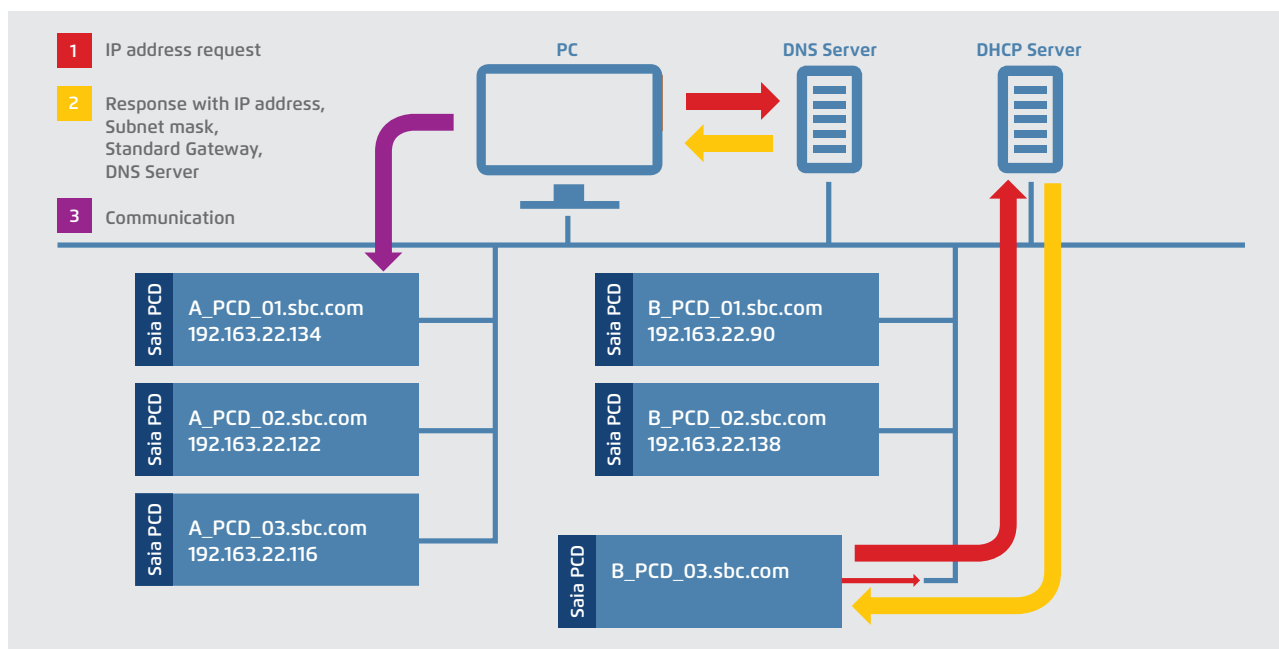 1 IP address request
2 Response with IP address,
Subnet mask,
Standard Gateway,
DNS Server
3 Communication
PC
DNS Server
DHCP Server
Saia PCD
A_PCD_01.sbc.com
192.163.22.134
Saia PCD
A_PCD_02.sbc.com
192.163.22.122
Saia PCD
A_PCD_03.sbc.com
192.163.22.116
Saia PCD
B_PCD_01.sbc.com
192.163.22.90
Saia PCD
B_PCD_02.sbc.com
192.163.22.138
Saia PCD
B_PCD_03.sbc.com